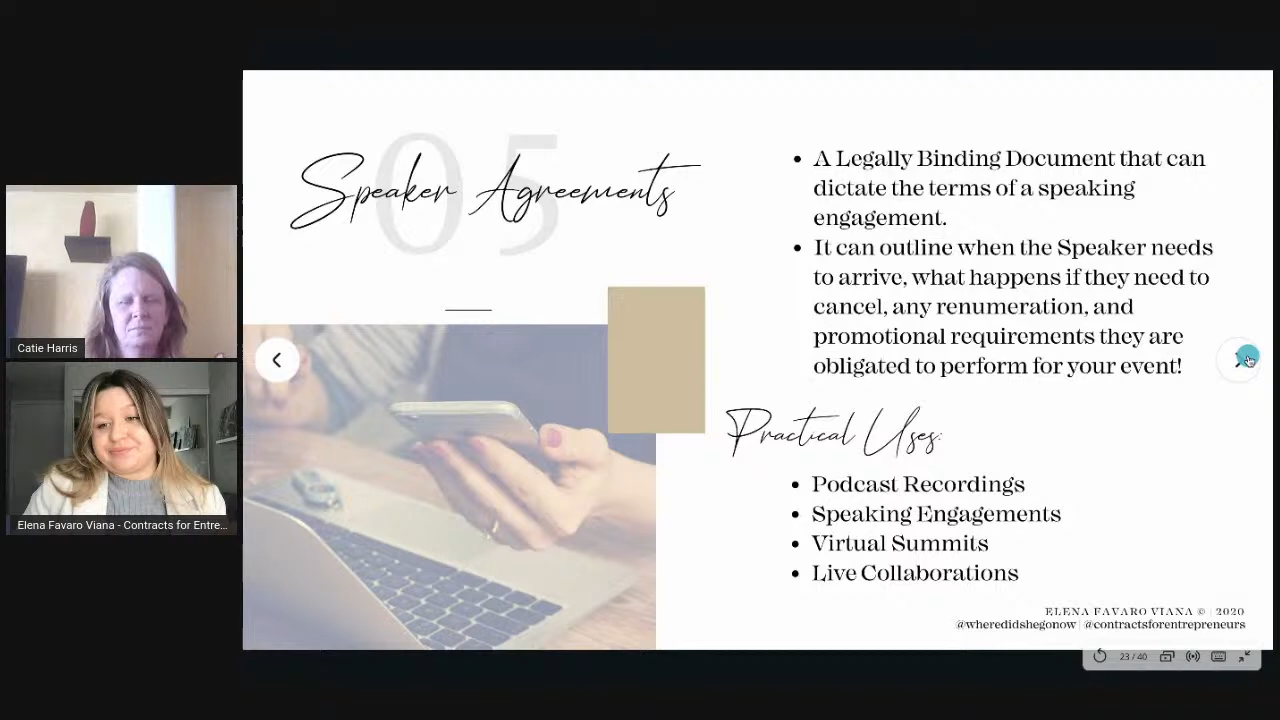 05
Speaker Agreements
A Legally Binding Document that can
dictate the terms of a speaking
engagement.
It can outline when the Speaker needs
to arrive, what happens if they need to
cancel, any renumeration, and
promotional requirements they are
obligated to perform for your event!
Practical Uses:
Podcast Recordings
Speaking Engagements
Virtual Summits
Live Collaborations
ELENA FAVARO VIANA © | 2020
@wheredidshegonow | @contractsforentrepreneurs
23 / 40
Catie Harris
Elena Favaro Viana - Contracts for Entre...